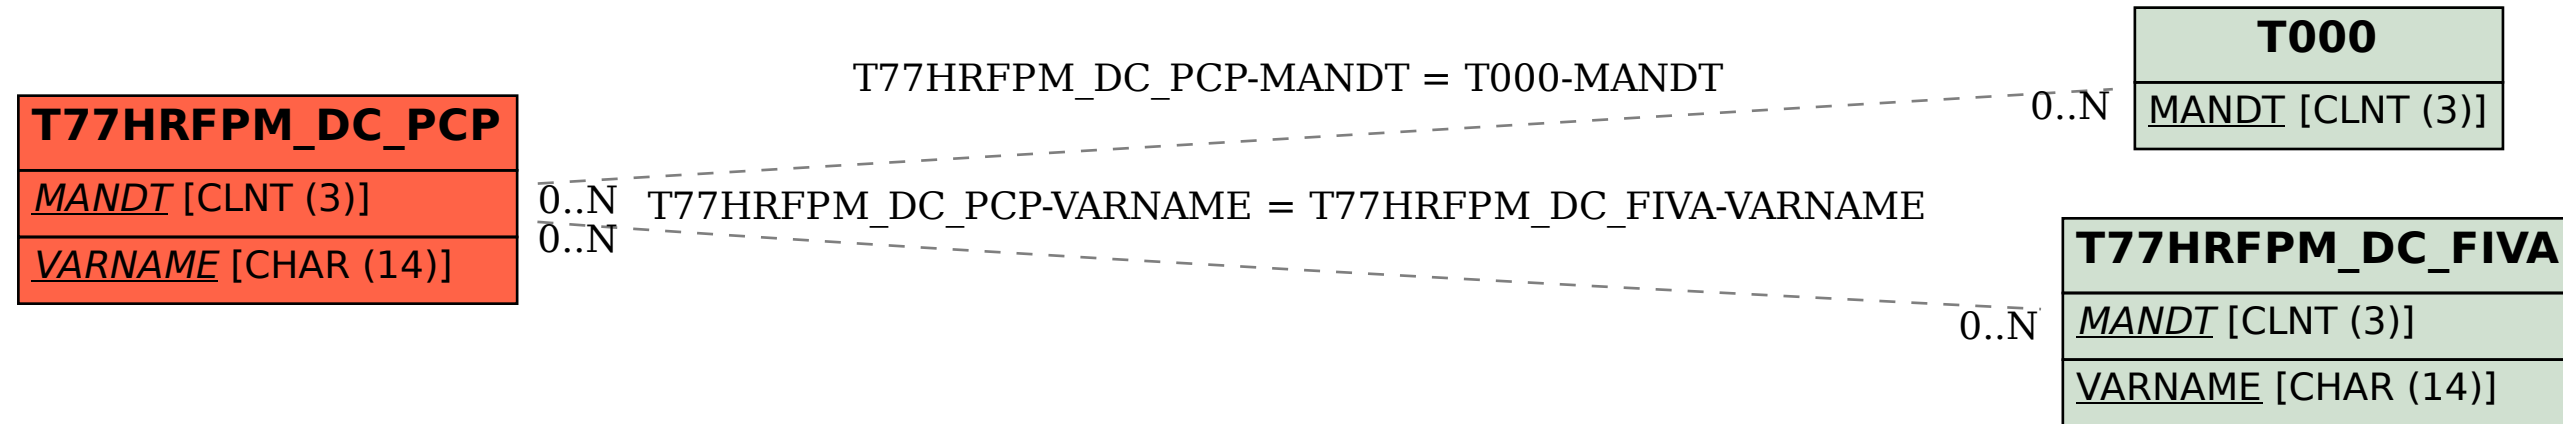 T77HRFPM_DC_PCP
MANDT [CLNT (3)]
VARNAME [CHAR (14)]
T77HRFPM_DC_PCP-MANDT = T000-MANDT
0..N
0..N
T77HRFPM_DC_PCP-VARNAME = T77HRFPM_DC_FIVA-VARNAME
0..N
0..N
T000
MANDT [CLNT (3)]
T77HRFPM_DC_FIVA
MANDT [CLNT (3)]
VARNAME [CHAR (14)]